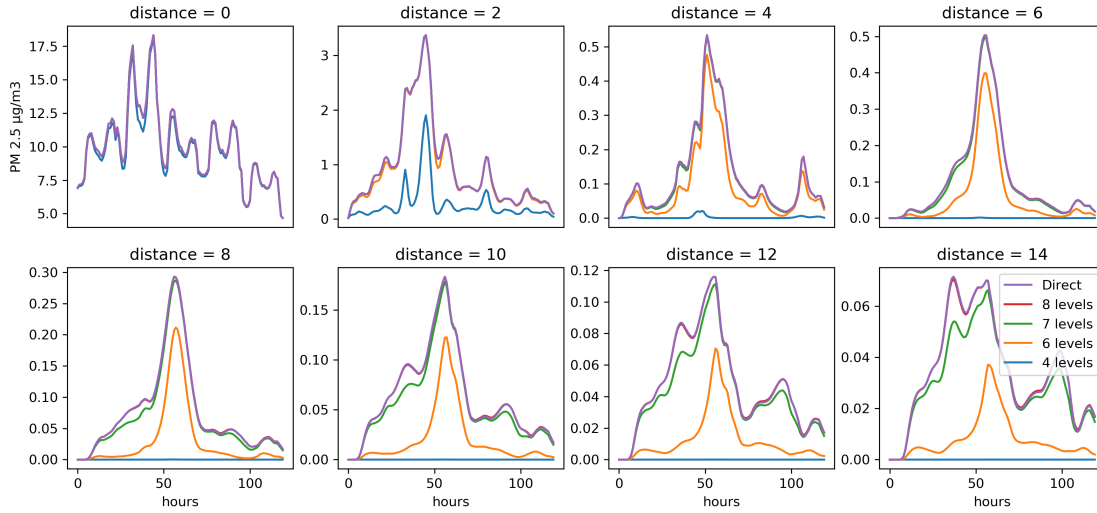 distance = 0
distance = 2
distance = 4
distance = 6
PM 2.5 µg/m3
17.5
15.0
12.5
10.0
7.5
5.0
3
2
1
0
0.5
0.4
0.3
0.2
0.1
0.0
0.5
0.4
0.3
0.2
0.1
0.0
distance = 8
distance = 10
distance = 12
distance = 14
0.30
0.25
0.20
0.15
0.10
0.05
0.00
0.15
0.10
0.05
0.00
0.12
0.10
0.08
0.06
0.04
0.02
0.00
0.06
0.04
0.02
0.00
Direct
8 levels
7 levels
6 levels
4 levels
0 50 100
0 50 100
0 50 100
0 50 100
hours
hours
hours
hours